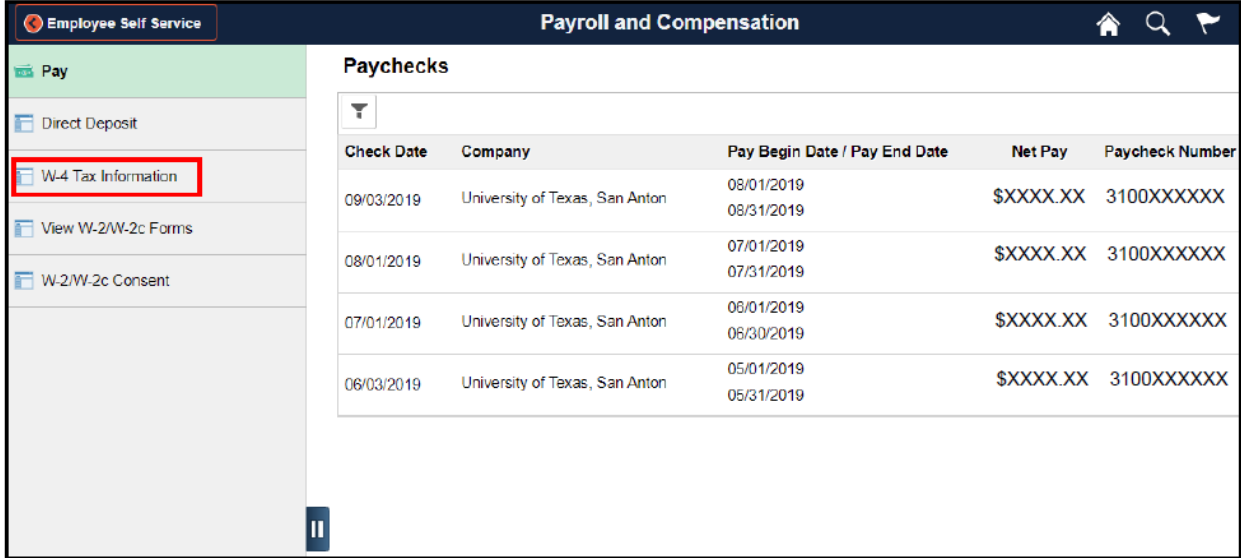 Employee Self Service
Payroll and Compensation
Pay
Direct Deposit
W-4 Tax Information
View W-2/W-2c Forms
W-2/W-2c Consent
Paychecks
Check Date Company Pay Begin Date / Pay End Date Net Pay Paycheck Number
09/03/2019 University of Texas, San Anton 08/01/2019 $XXXX.XX 3100XXXXXX
08/31/2019
08/01/2019 University of Texas, San Anton 07/01/2019 $XXXX.XX 3100XXXXXX
07/31/2019
07/01/2019 University of Texas, San Anton 06/01/2019 $XXXX.XX 3100XXXXXX
06/30/2019
06/03/2019 University of Texas, San Anton 05/01/2019 $XXXX.XX 3100XXXXXX
05/31/2019